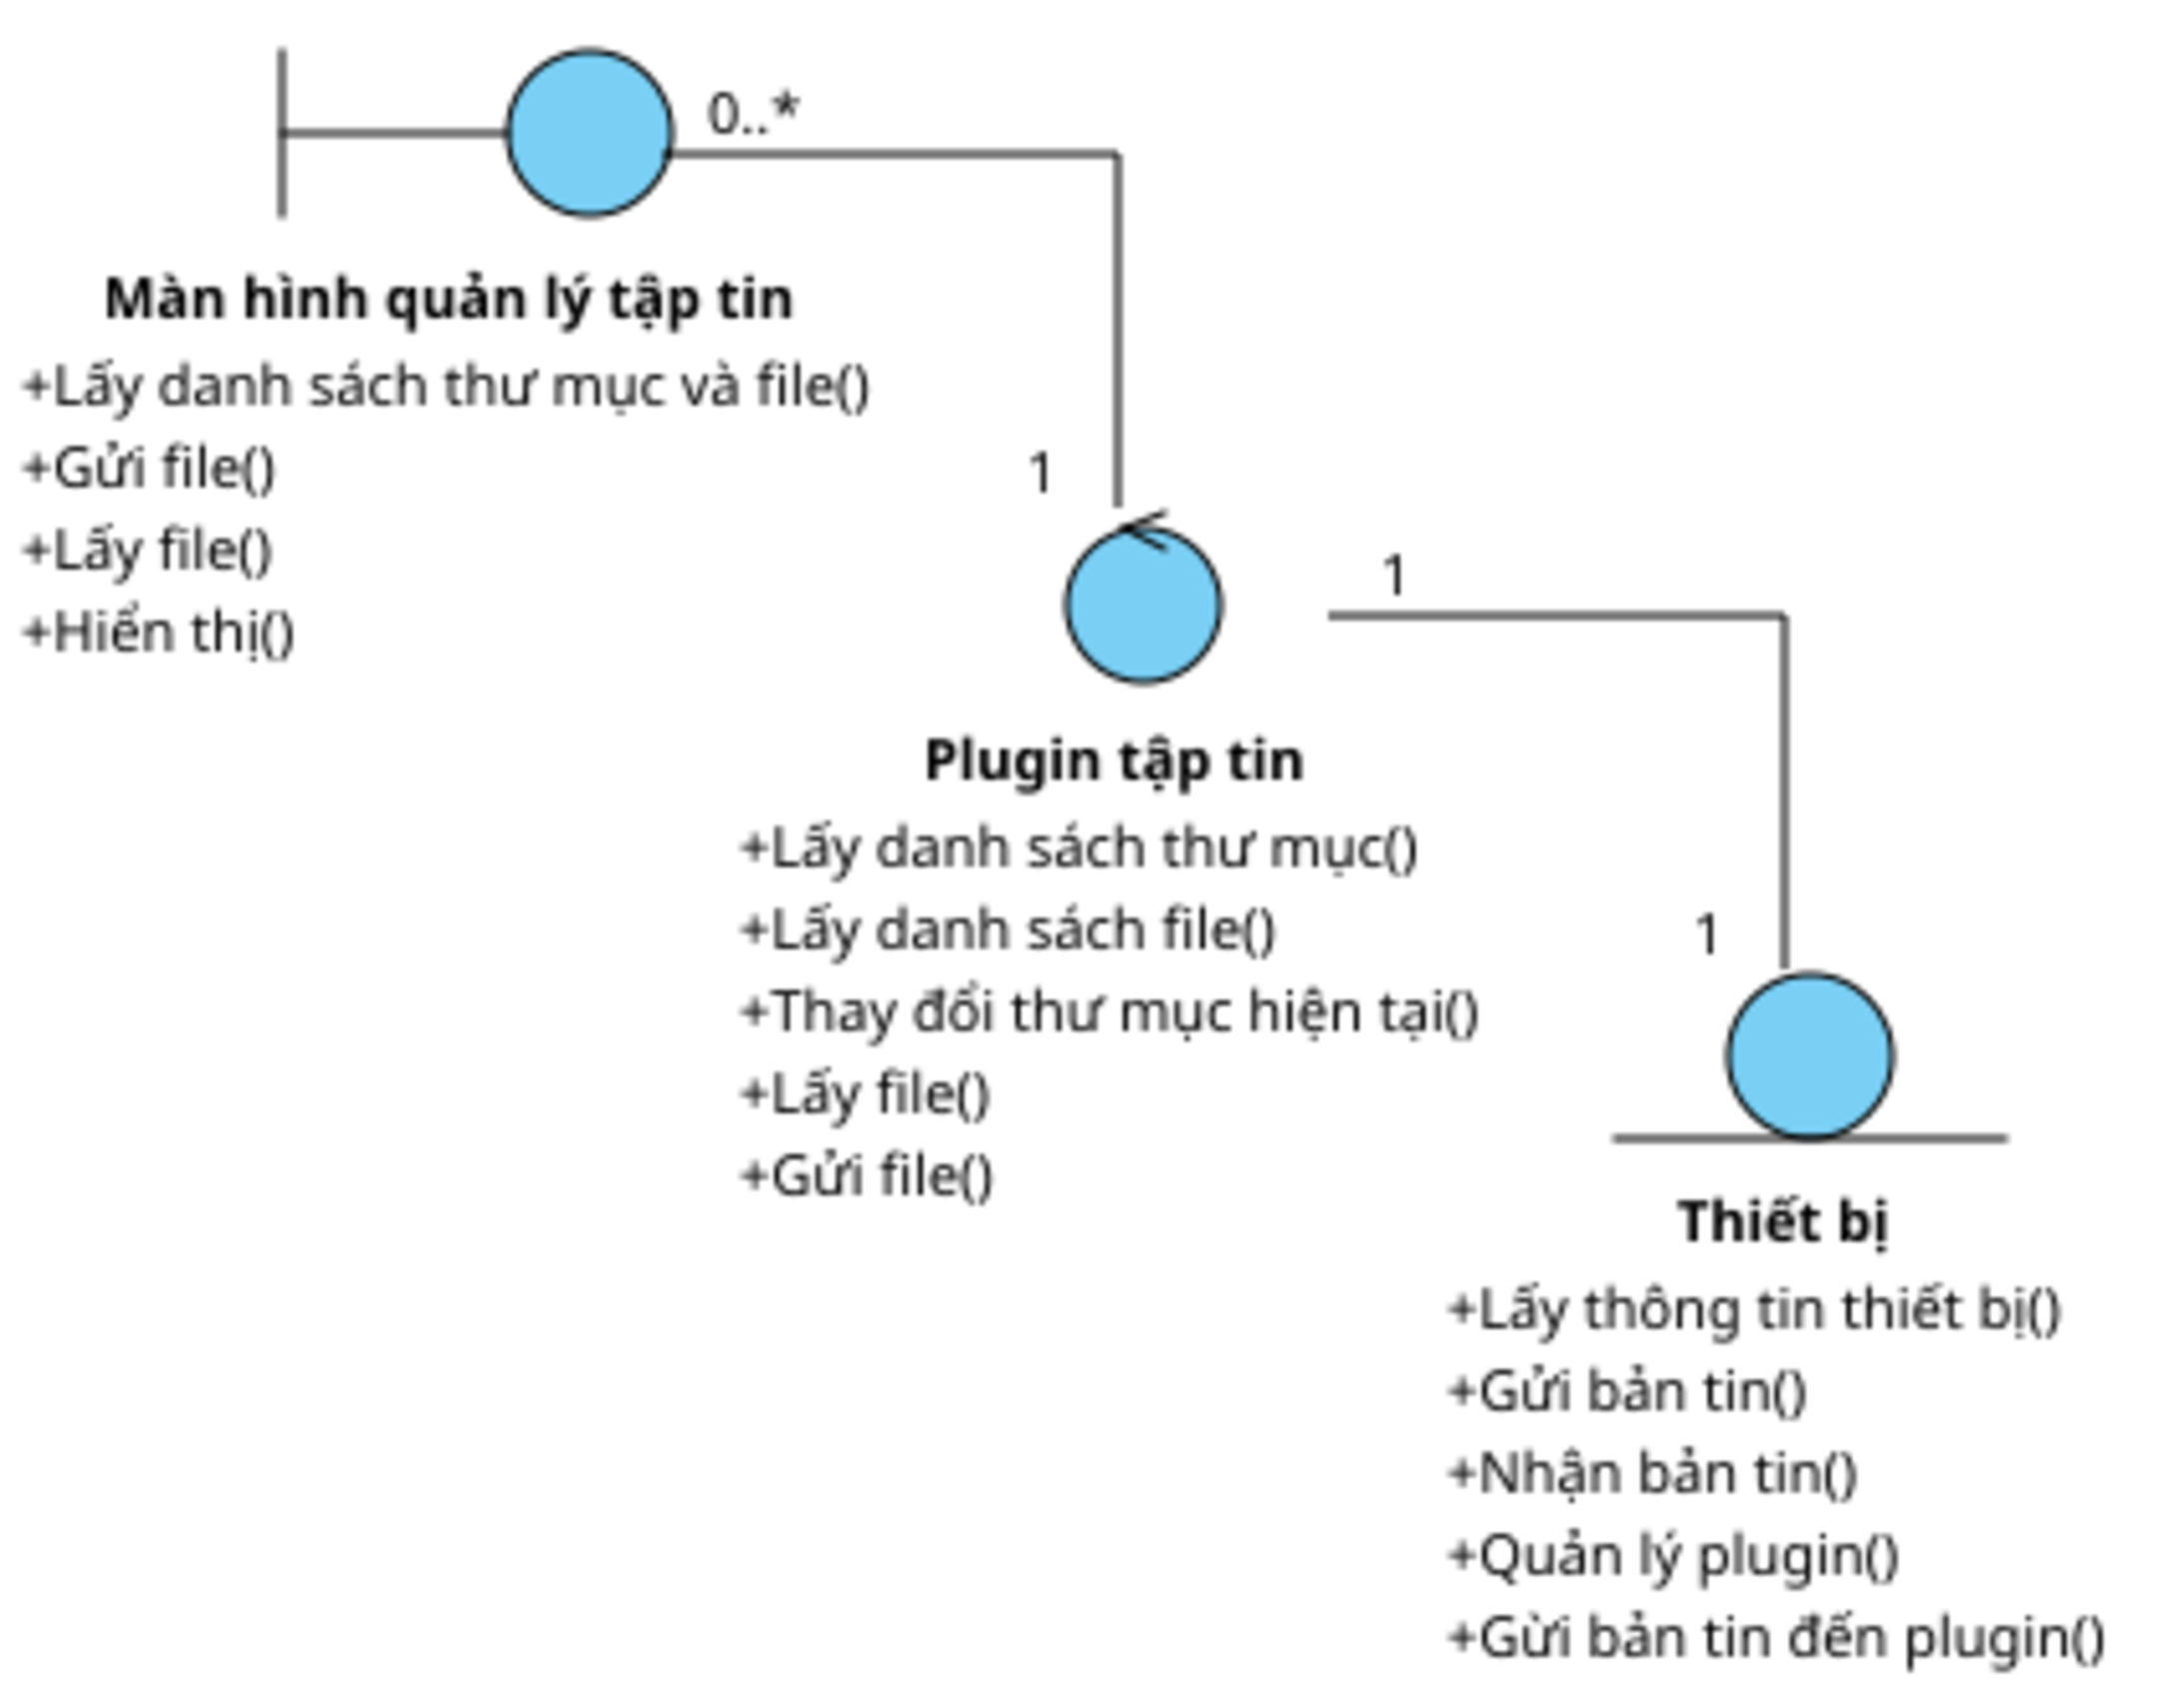 0..*
Màn hình quản lý tập tin
+Lấy danh sách thư mục và file()
+Gửi file()
+Lấy file()
+Hiển thị()
1
1
Plugin tập tin
+Lấy danh sách thư mục()
+Lấy danh sách file()
+Thay đổi thư mục hiện tại()
+Lấy file()
+Gửi file()
1
Thiết bị
+Lấy thông tin thiết bị()
+Gửi bản tin()
+Nhận bản tin()
+Quản lý plugin()
+Gừi bản tin đến plugin()